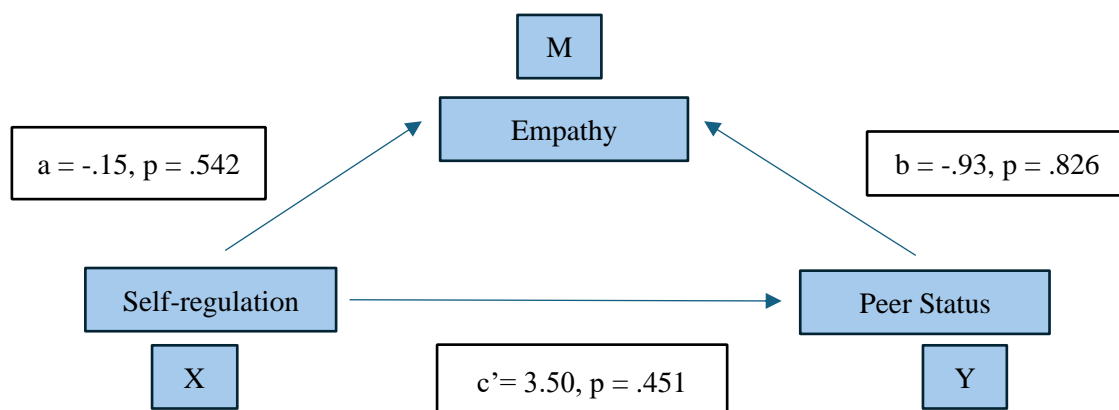 M
Empathy
a = -.15, p = .542
b = -.93, p = .826
Self-regulation
Peer Status
X
c’= 3.50, p = .451
Y